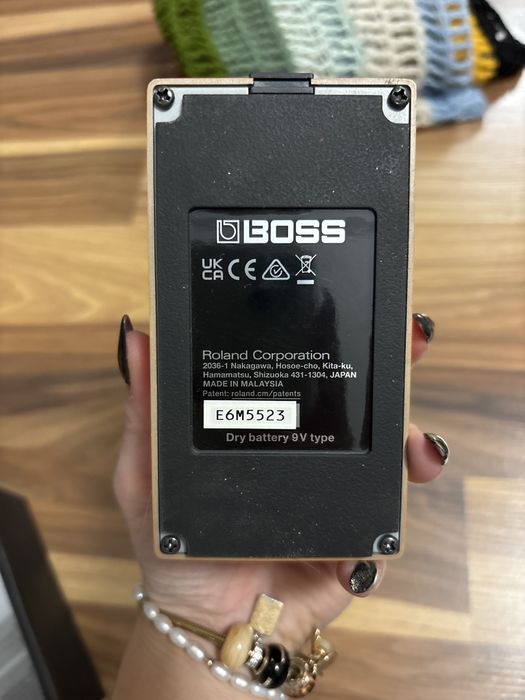 BOSS
UK
CA CE
Roland Corporation
2036-1 Nakagawa, Hosoe-cho, Kita-ku,
Hamamatsu, Shizuoka 431-1304, JAPAN
MADE IN MALAYSIA
Patent: roland.cm/patents
E6M5523
Dry battery 9V type